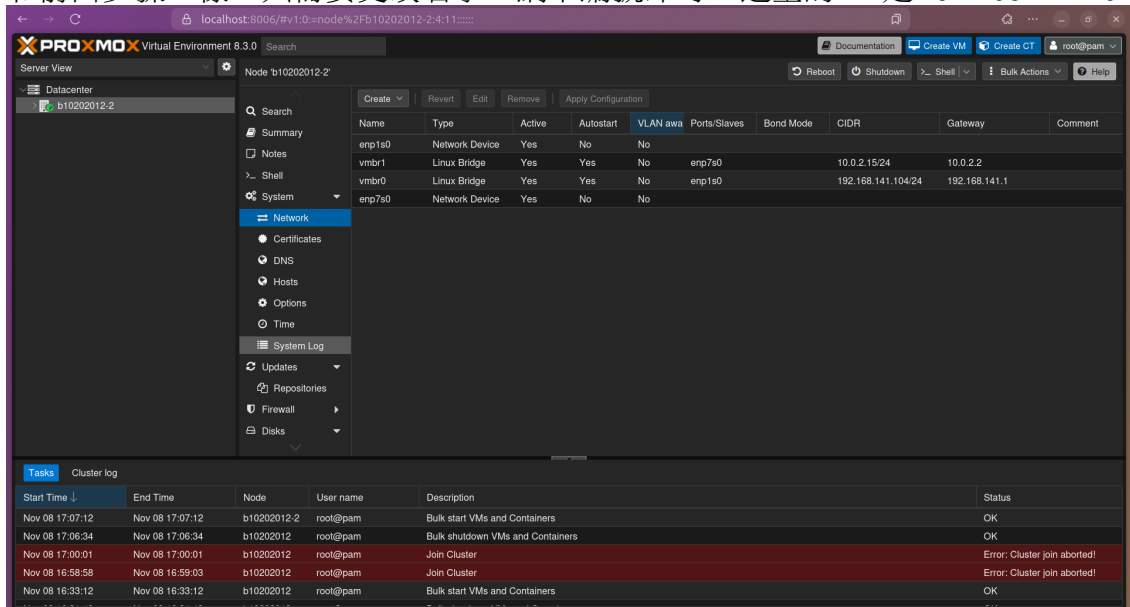 localhost:8006/#v1:0:=node%2Fb10202012-2:4:11::::::
PROXMOX Virtual Environment 8.3.0 Search Documentation Create VM Create CT root@pam
Server View Node 'b10202012-2' Reboot Shutdown >_ Shell Bulk Actions Help
Datacenter
b10202012-2
Search
Summary
Notes
>_ Shell
System
Network
Certificates
DNS
Hosts
Options
Time
System Log
Updates
Repositories
Firewall
Disks
Create Revert Edit Remove Apply Configuration
Name Type Active Autostart VLAN awa Ports/Slaves Bond Mode CIDR Gateway Comment
enp1s0 Network Device Yes No No
vmbr1 Linux Bridge Yes Yes No enp7s0 10.0.2.15/24 10.0.2.2
vmbr0 Linux Bridge Yes Yes No enp1s0 192.168.141.104/24 192.168.141.1
enp7s0 Network Device Yes No No
Tasks Cluster log
Start Time ↓ End Time Node User name Description Status
Nov 08 17:07:12 Nov 08 17:07:12 b10202012-2 root@pam Bulk start VMs and Containers OK
Nov 08 17:06:34 Nov 08 17:06:34 b10202012 root@pam Bulk shutdown VMs and Containers OK
Nov 08 17:00:01 Nov 08 17:00:01 b10202012 root@pam Join Cluster Error: Cluster join aborted!
Nov 08 16:58:58 Nov 08 16:59:03 b10202012 root@pam Join Cluster Error: Cluster join aborted!
Nov 08 16:33:12 Nov 08 16:33:12 b10202012 root@pam Bulk start VMs and Containers OK